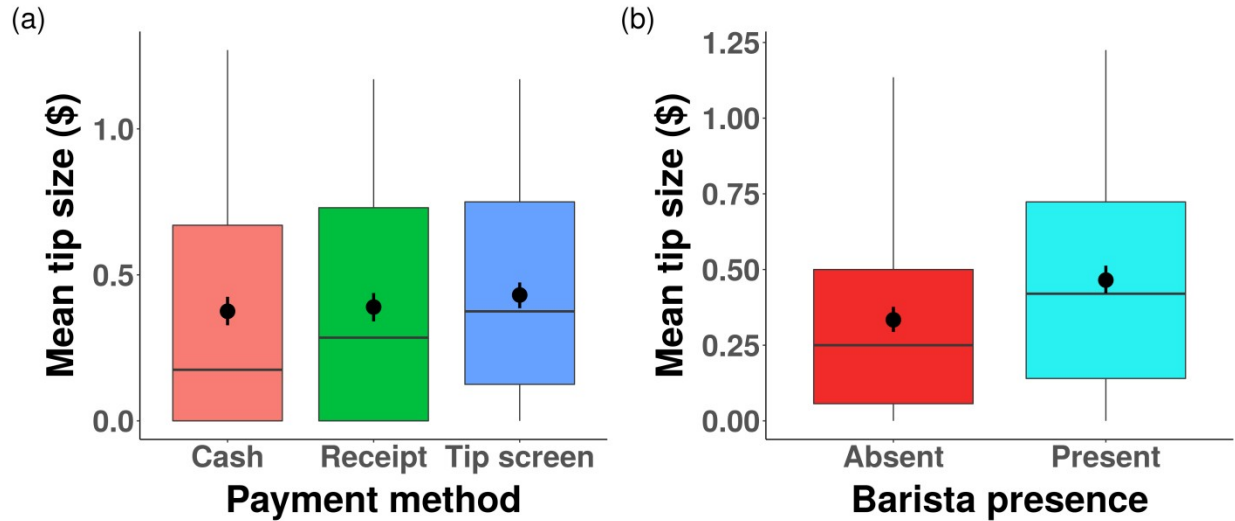 (a)
Mean tip size ($)
1.0
0.5
0.0
Cash Receipt Tip screen
Payment method
(b)
Mean tip size ($)
1.25
1.00
0.75
0.50
0.25
0.00
Absent Present
Barista presence